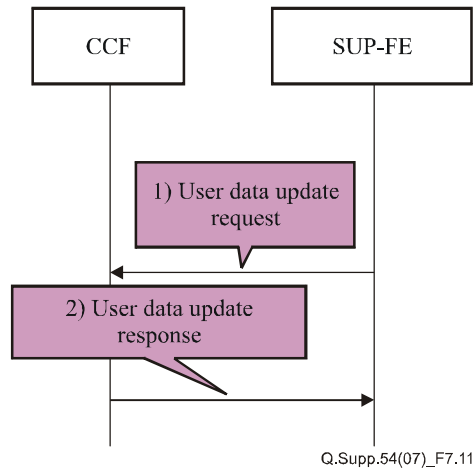 CCF
SUP-FE
1) User data update
request
2) User data update
response
Q.Supp.54(07)_F7.11